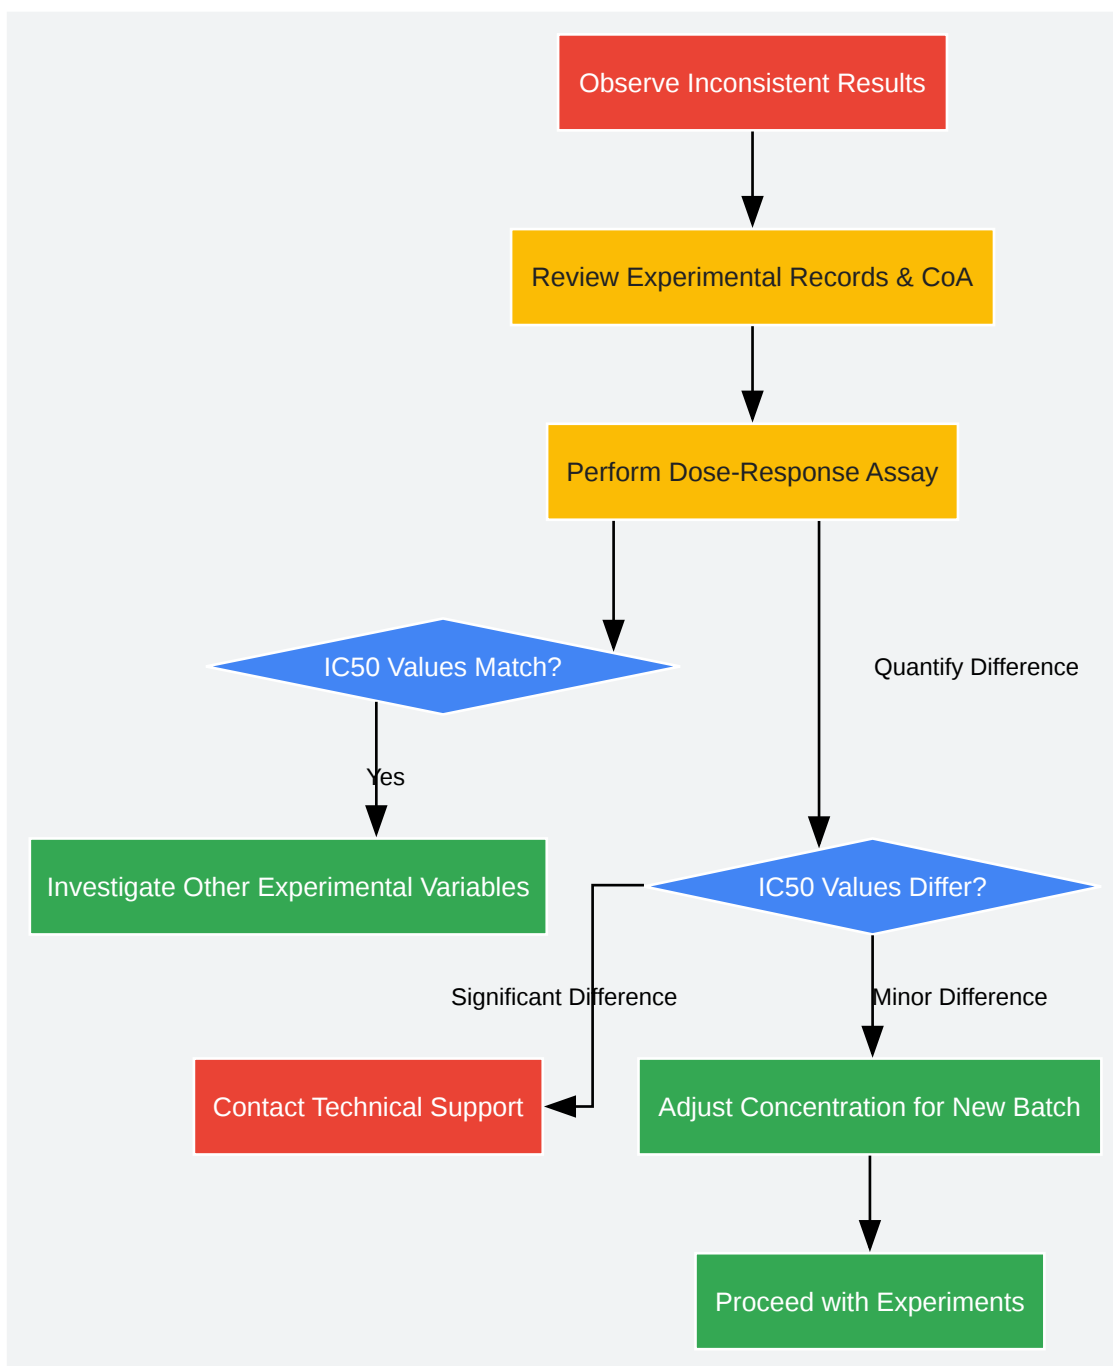 Observe Inconsistent Results
Review Experimental Records & CoA
Perform Dose-Response Assay
IC50 Values Match?
Quantify Difference
Yes
Investigate Other Experimental Variables
IC50 Values Differ?
Significant Difference
Minor Difference
Contact Technical Support
Adjust Concentration for New Batch
Proceed with Experiments